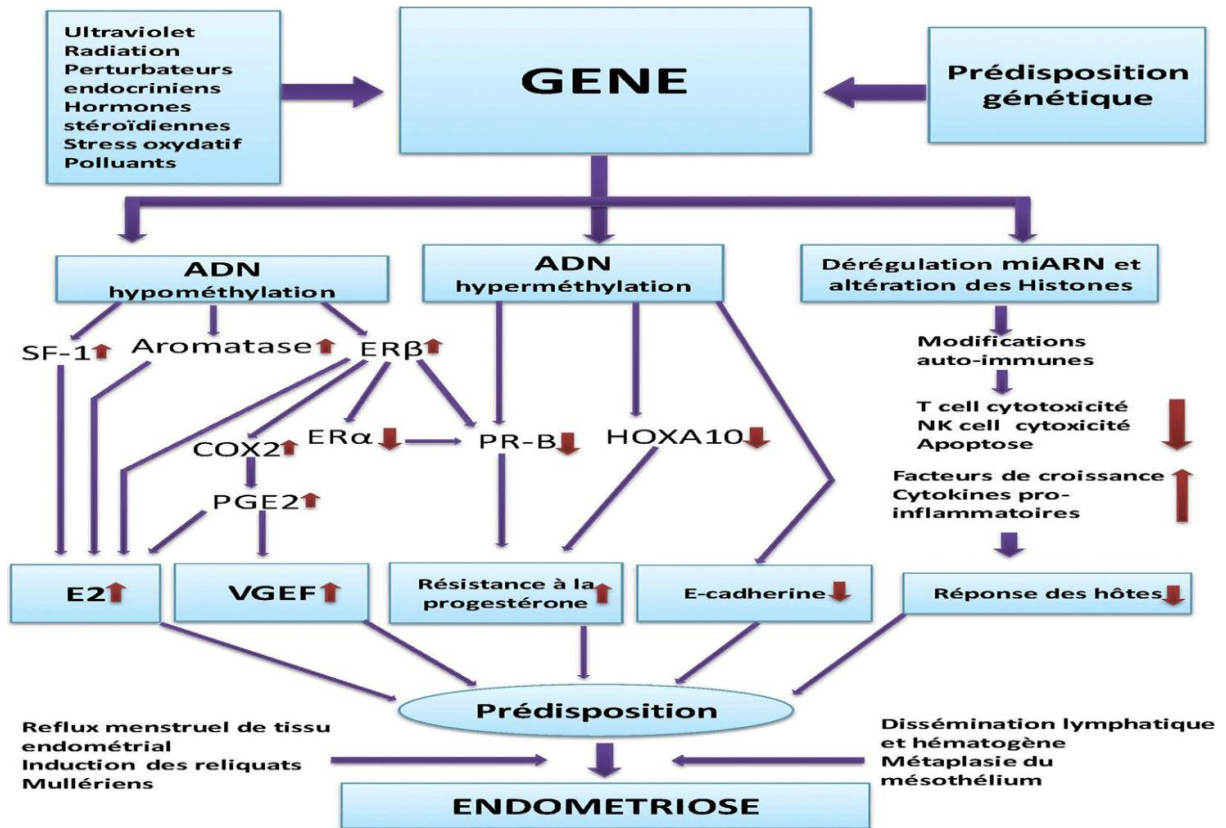 Ultraviolet
Radiation
Perturbateurs
endocriniens
Hormones
stéroïdiennes
Stress oxydatif
Polluants
GENE
Prédisposition
génétique
ADN
hypométhylation
ADN
hyperméthylation
Dérégulation miARN et
altération des Histones
SF-1
Aromatase
ERβ
Modifications
auto-immunes
COX2
ERα
PR-B
HOXA10
T cell cytotoxicité
NK cell cytoxicité
Apoptose
PGE2
Facteurs de croissance
Cytokines pro-
inflammatoires
E2
VGEF
Résistance à la
progestérone
E-cadherine
Réponse des hôtes
Prédisposition
Reflux menstruel de tissu
endométrial
Induction des reliquats
Mullériens
Dissémination lymphatique
et hématogène
Métaplasie du
mésothélium
ENDOMETRIOSE